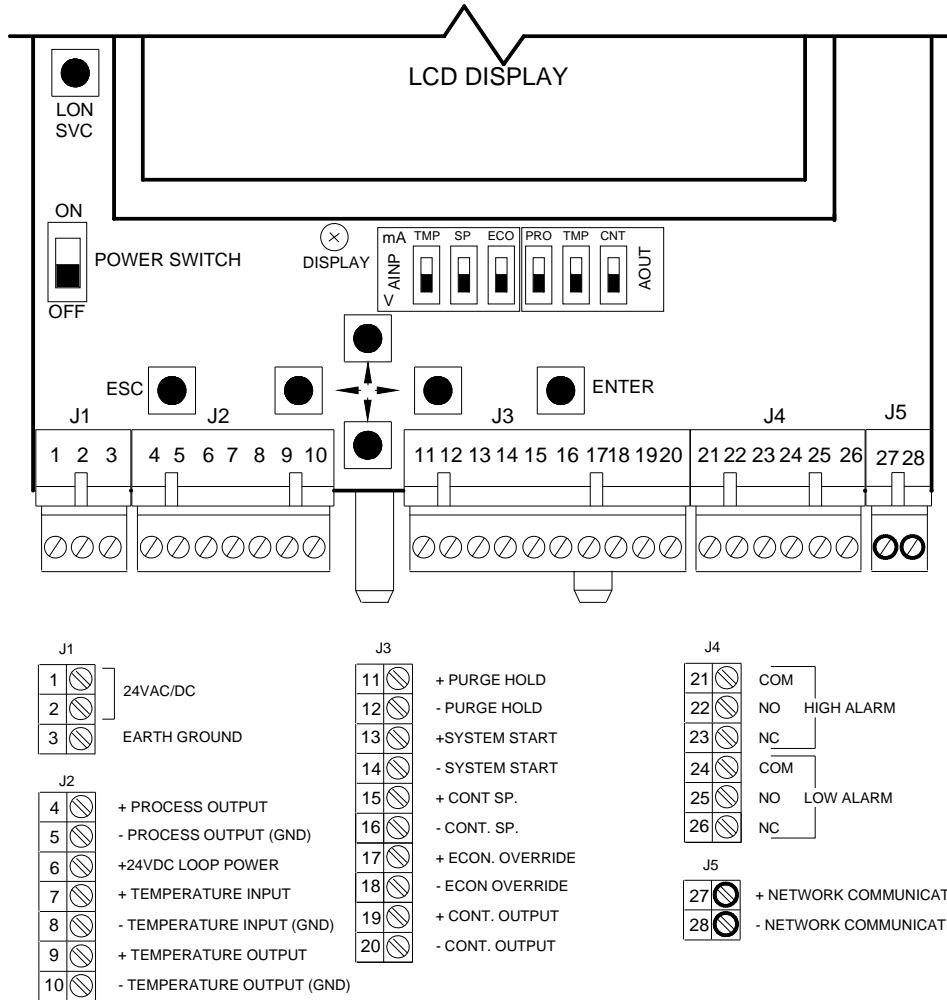 LCD DISPLAY
LON
SVC
ON
POWER SWITCH
OFF
DISPLAY
mA TMP SP ECO PRO TMP CNT
AINP
V
AOUT
ESC
ENTER
J1 J2 J3 J4 J5
1 2 3 4 5 6 7 8 9 10 11 12 13 14 15 16 17 18 19 20 21 22 23 24 25 26 27 28
J1
1
2
24VAC/DC
3 EARTH GROUND
J2
4 + PROCESS OUTPUT
5 - PROCESS OUTPUT (GND)
6 +24VDC LOOP POWER
7 + TEMPERATURE INPUT
8 - TEMPERATURE INPUT (GND)
9 + TEMPERATURE OUTPUT
10 - TEMPERATURE OUTPUT (GND)
J3
11 + PURGE HOLD
12 - PURGE HOLD
13 +SYSTEM START
14 - SYSTEM START
15 + CONT SP.
16 - CONT. SP.
17 + ECON. OVERRIDE
18 - ECON OVERRIDE
19 + CONT. OUTPUT
20 - CONT. OUTPUT
J4
21 COM
22 NO HIGH ALARM
23 NC
24 COM
25 NO LOW ALARM
26 NC
J5
27 + NETWORK COMMUNICAT
28 - NETWORK COMMUNICAT